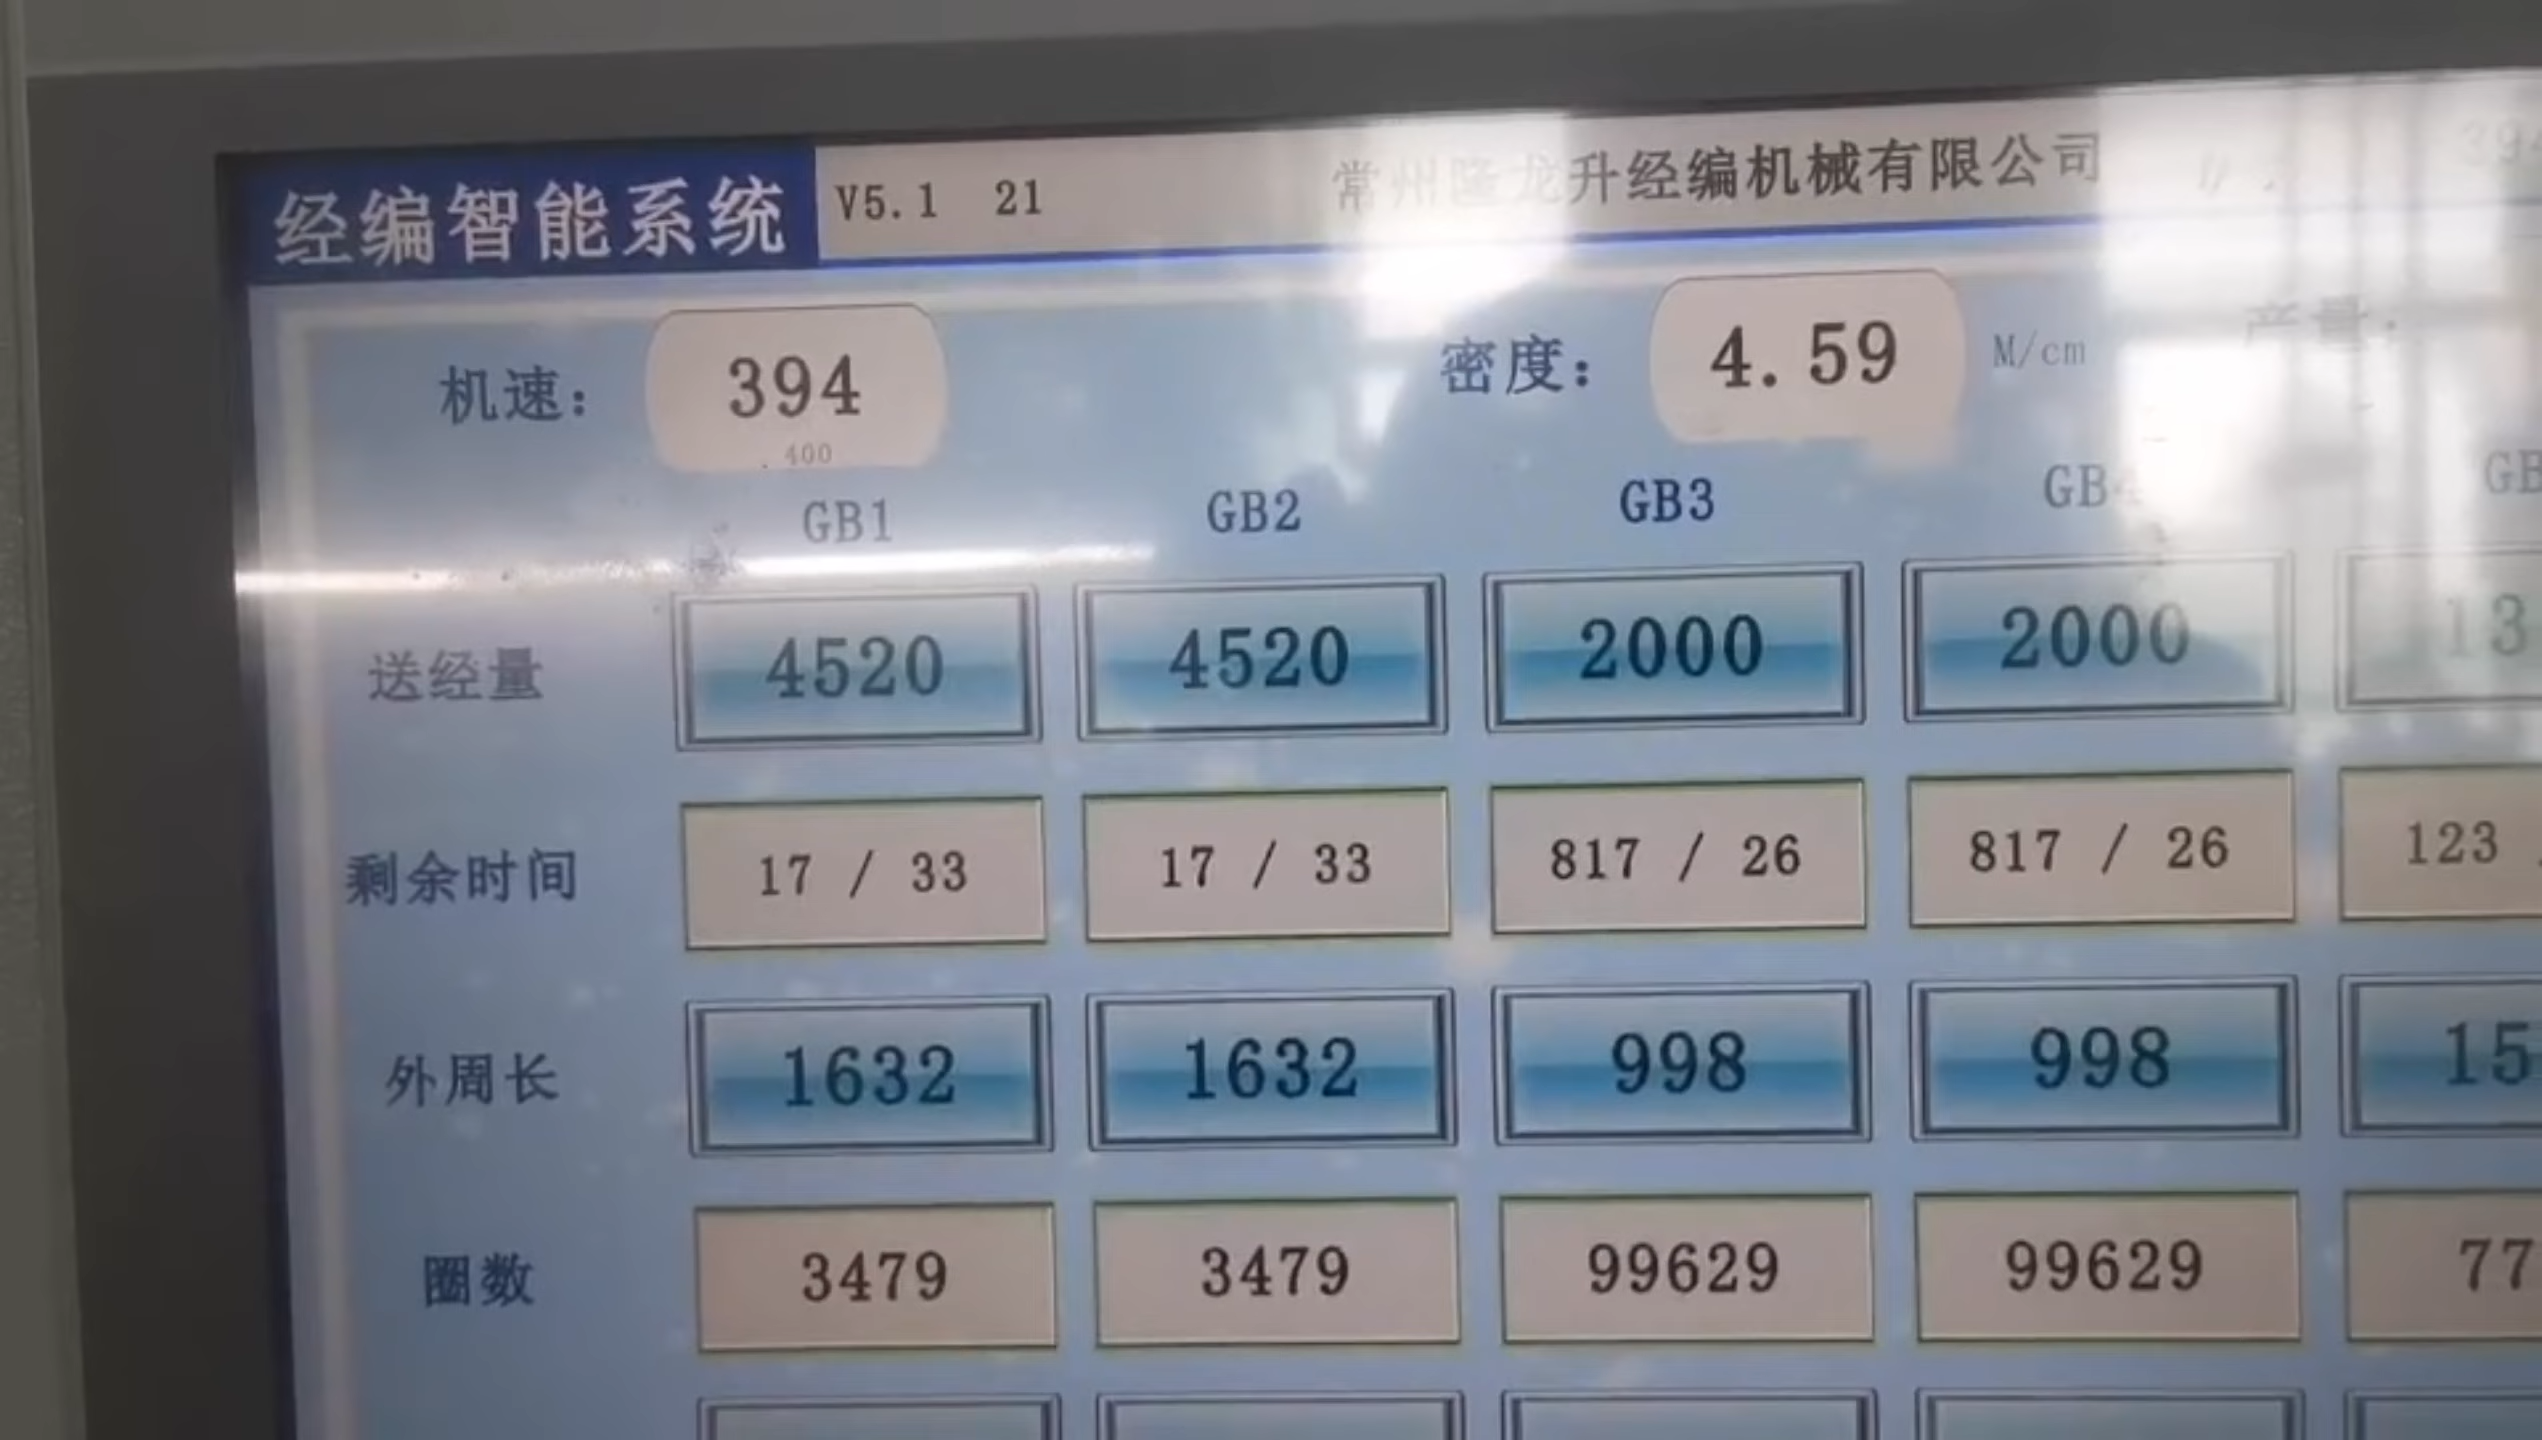 经编智能系统 V5.1 21 常州隆龙升经编机械有限公司
机速： 394 密度： 4.59 M/cm 产量：
400
GB1 GB2 GB3
送经量 4520 4520 2000 2000
剩余时间 17 / 33 17 / 33 817 / 26 817 / 26 123
外周长 1632 1632 998 998
圈数 3479 3479 99629 99629